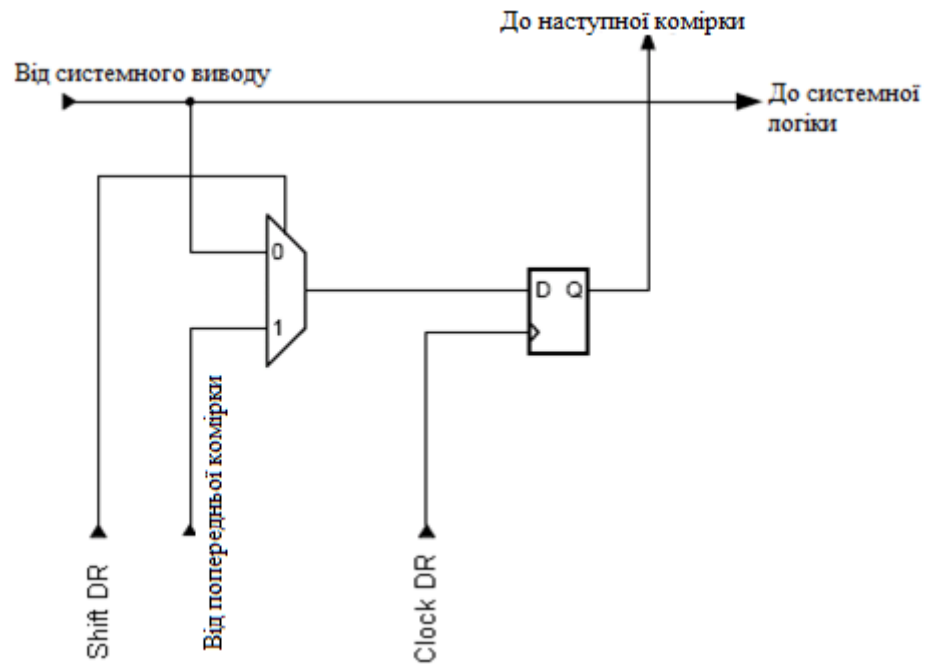 До наступної комірки
Від системного виводу
До системної
логіки
0
1
D Q
Від попередньої комірки
Shift DR
Clock DR